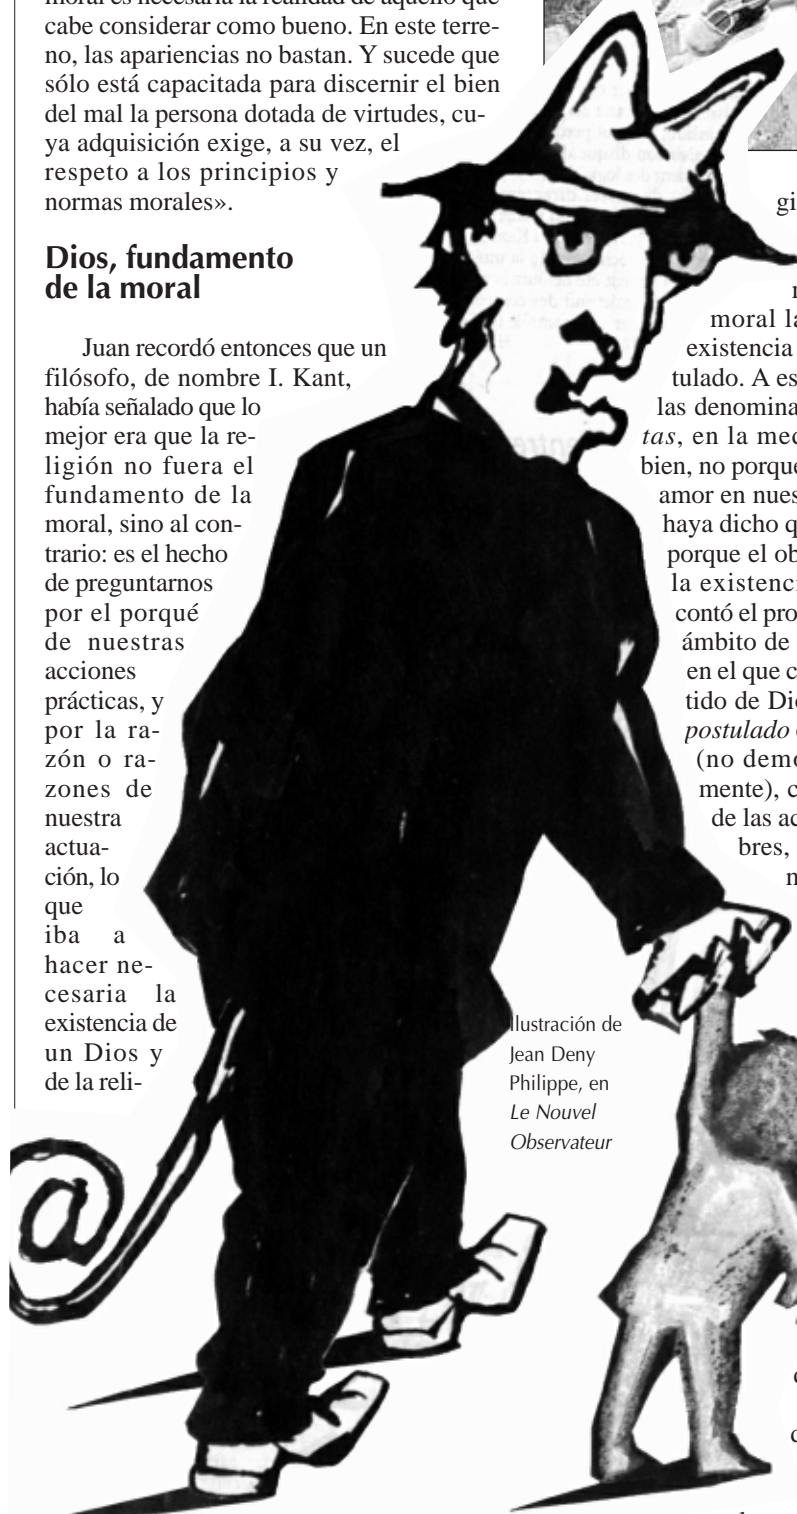 moral es necesaria la realidad de aquello que
cabe considerar como bueno. En este terre-
no, las apariencias no bastan. Y sucede que
sólo está capacitada para discernir el bien
del mal la persona dotada de virtudes, cu-
ya adquisición exige, a su vez, el
respeto a los principios y
normas morales».
Dios, fundamento
de la moral
Juan recordó entonces que un
filósofo, de nombre I. Kant,
había señalado que lo
mejor era que la re-
ligión no fuera el
fundamento de la
moral, sino al con-
trario: es el hecho
de preguntarnos
por el porqué
de nuestras
acciones
prácticas, y
por la ra-
zón o ra-
zones de
nuestra
actua-
ción, lo
que
iba a
hacer ne-
cesaria la
existencia de
un Dios y
de la reli-
@
Ilustración de
Jean Deny
Philippe, en
Le Nouvel
Observateur
gi
moral la
existencia
tulado. A es
las denomina
tas, en la med
bien, no porque
amor en nues
haya dicho q
porque el ob
la existenci
contó el pro
ámbito de
en el que c
tido de Dio
postulado
(no demo
mente), c
de las ac
bres,